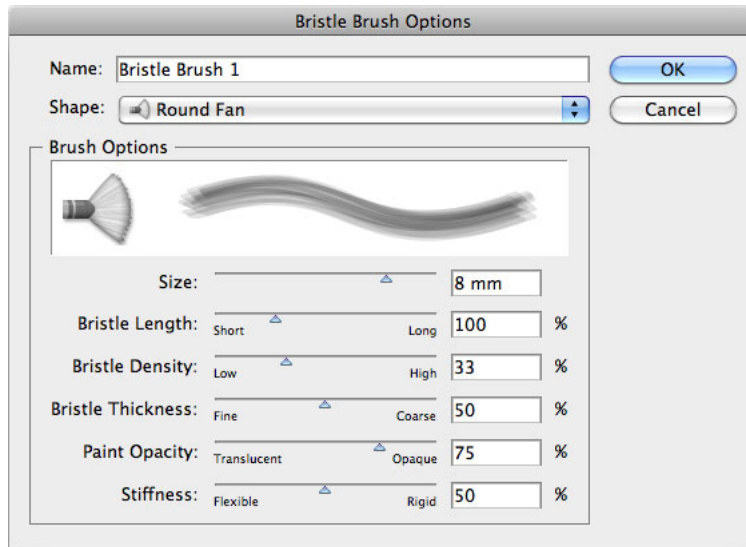 Bristle Brush Options
Name: Bristle Brush 1
OK
Shape: Round Fan
Cancel
Brush Options
Size: 8 mm
Bristle Length: Short Long 100 %
Bristle Density: Low High 33 %
Bristle Thickness: Fine Coarse 50 %
Paint Opacity: Translucent Opaque 75 %
Stiffness: Flexible Rigid 50 %